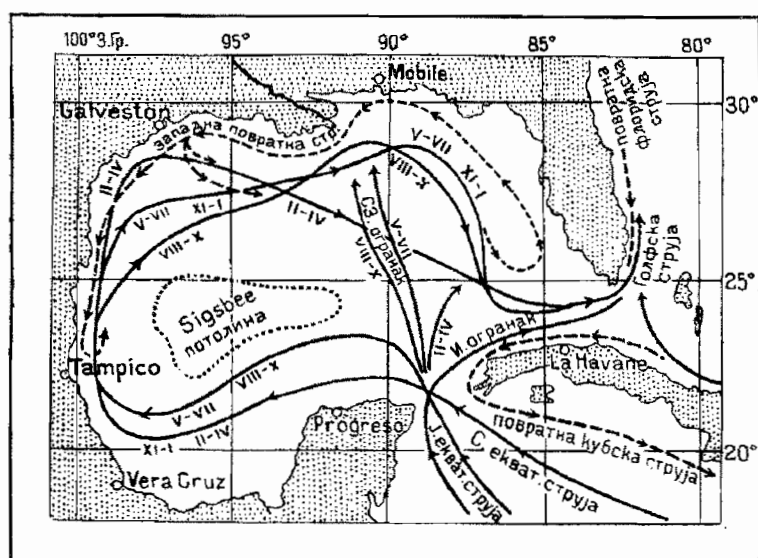 100° З.Гр.
95°
90°
85°
80°
Mobile
30°
Galveston
Западна повратна стр.
повратна
флоридска
струја
II-IV
V-VII
VIII-X
XI-I
V-VII
XI-I
VIII-X
II-IV
СЗ. огранак
VIII-X
V-VII
Голфска
струја
25°
Sigsbee
потолина
II-IV
И. огранак
La Havane
Tampico
VIII-X
V-VII
XI-I
II-IV
Progreso
повратна кубска струја
С. екват. струја
Ј. екват. струја
20°
Vera Cruz